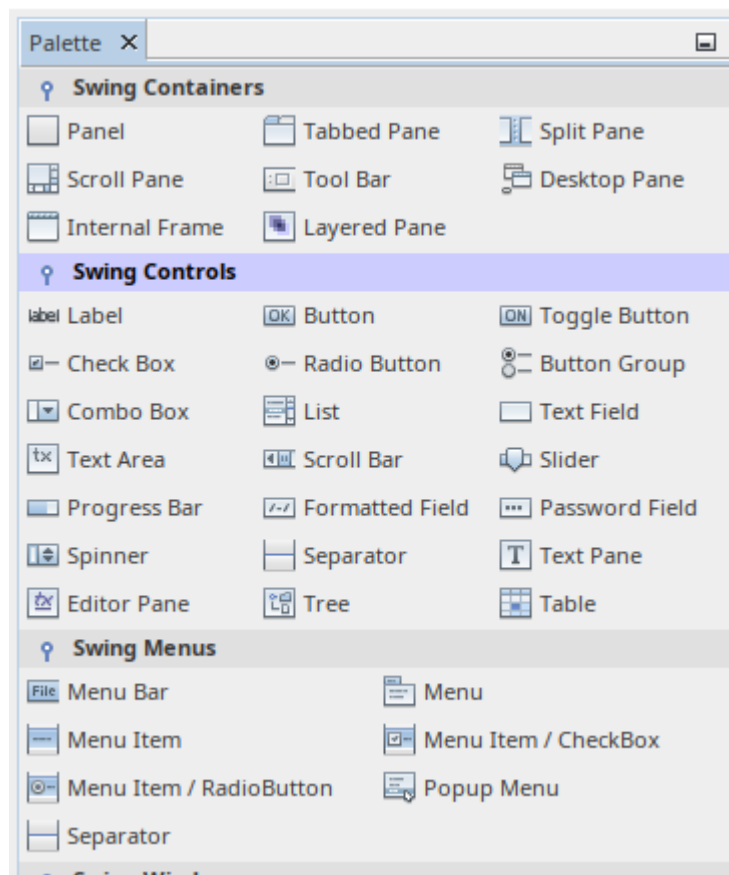 Palette
Swing Containers
Panel Tabbed Pane Split Pane
Scroll Pane Tool Bar Desktop Pane
Internal Frame Layered Pane
Swing Controls
label Label OK Button ON Toggle Button
Check Box Radio Button Button Group
Combo Box List Text Field
tx Text Area Scroll Bar Slider
Progress Bar Formatted Field Password Field
Spinner Separator T Text Pane
tx Editor Pane Tree Table
Swing Menus
File Menu Bar Menu
Menu Item Menu Item / CheckBox
Menu Item / RadioButton Popup Menu
Separator